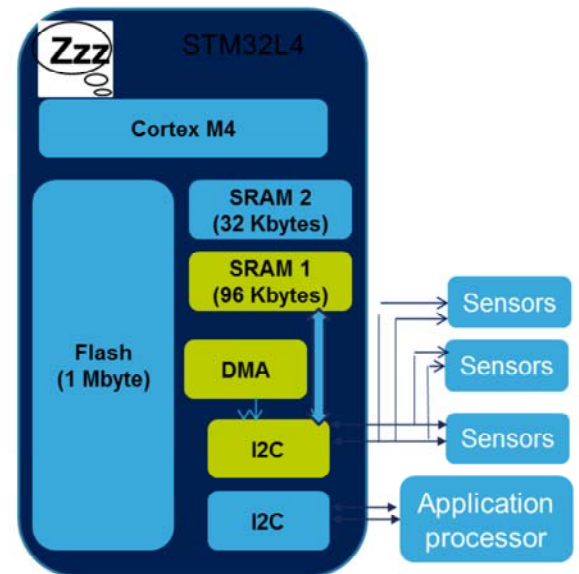 Zzz
STM32L4
Cortex M4
SRAM 2
(32 Kbytes)
SRAM 1
(96 Kbytes)
Flash
(1 Mbyte)
DMA
I2C
I2C
Sensors
Sensors
Sensors
Application
processor